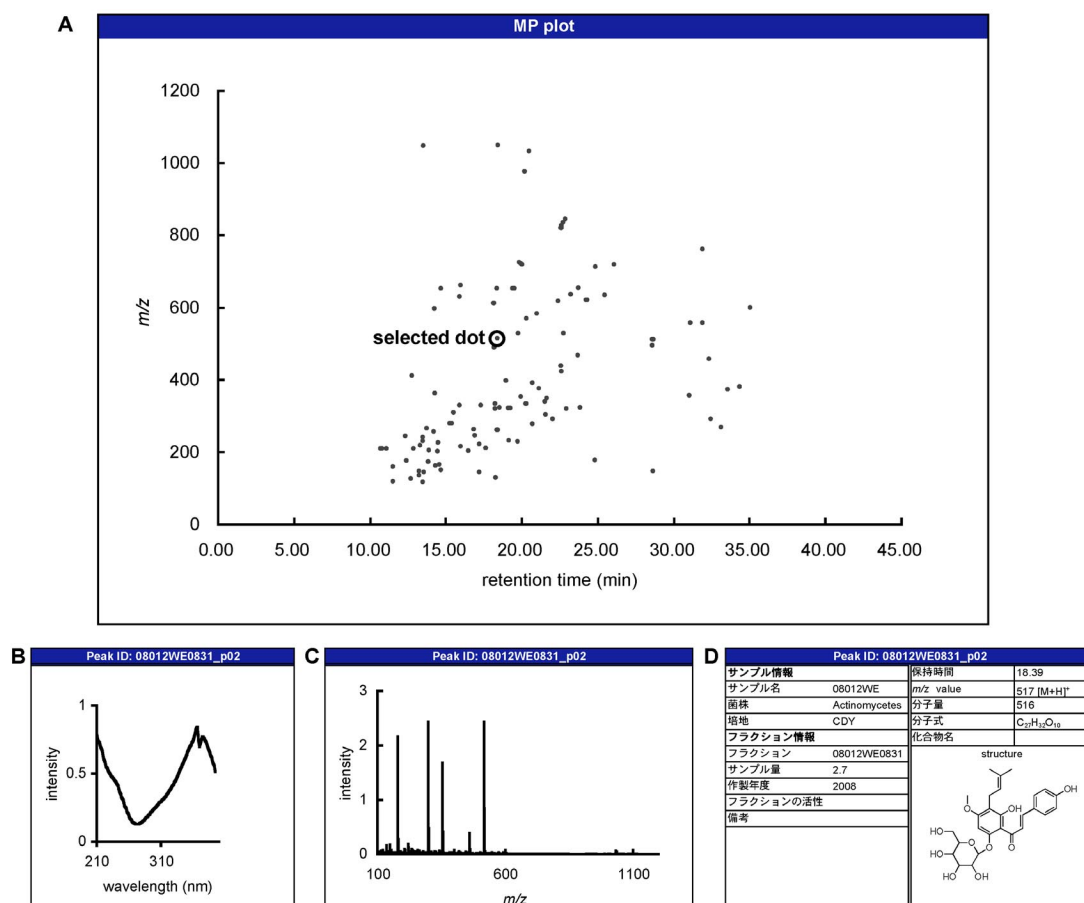 A
MP plot
1200
1000
800
600
400
200
0
m/z
selected dot
0.00 5.00 10.00 15.00 20.00 25.00 30.00 35.00 40.00 45.00
retention time (min)
B
Peak ID: 08012WE0831_p02
1
0.5
0
intensity
210 310
wavelength (nm)
C
Peak ID: 08012WE0831_p02
3
2
1
0
intensity
100 600 1100
m/z
D
Peak ID: 08012WE0831_p02
サンプル情報
サンプル名 08012WE
菌株 Actinomycetes
培地 CDY
フラクション情報
フラクション 08012WE0831
サンプル量 2.7
作製年度 2008
フラクションの活性
備考
保持時間 18.39
m/z value 517 [M+H]⁺
分子量 516
分子式 C₂₇H₃₂O₁₀
化合物名
structure
OH
O
OH
HO
O
O
O
HO
OH
OH